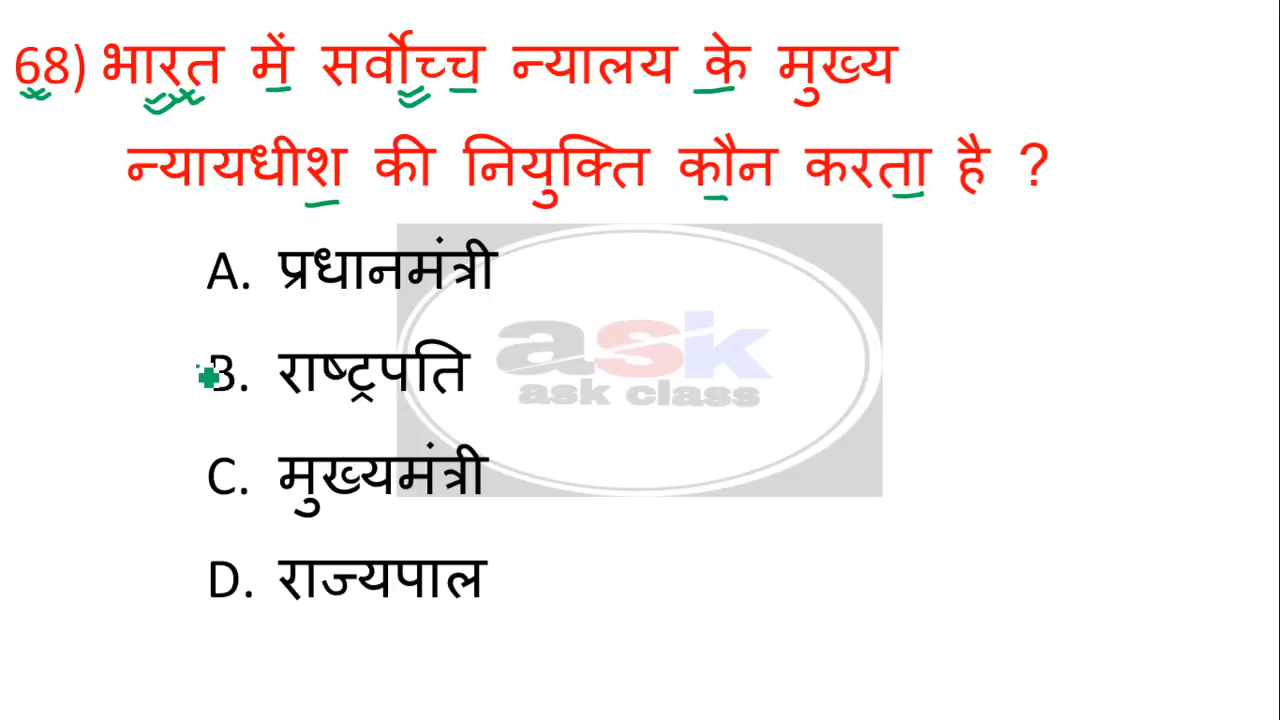 68) भारत में सर्वोच्च न्यालय के मुख्य
न्यायधीश की नियुक्ति कौन करता है ?
A. प्रधानमंत्री
B. राष्ट्रपति
C. मुख्यमंत्री
D. राज्यपाल
ask
ask class